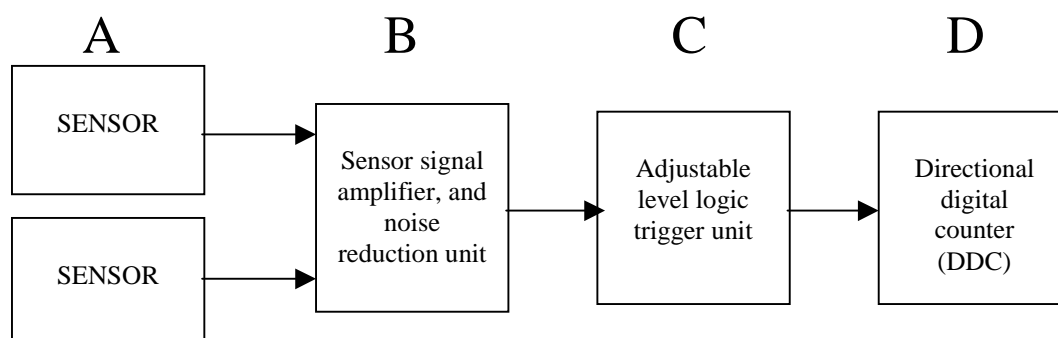 A B C D
SENSOR
SENSOR
Sensor signal
amplifier, and
noise
reduction unit
Adjustable
level logic
trigger unit
Directional
digital
counter
(DDC)